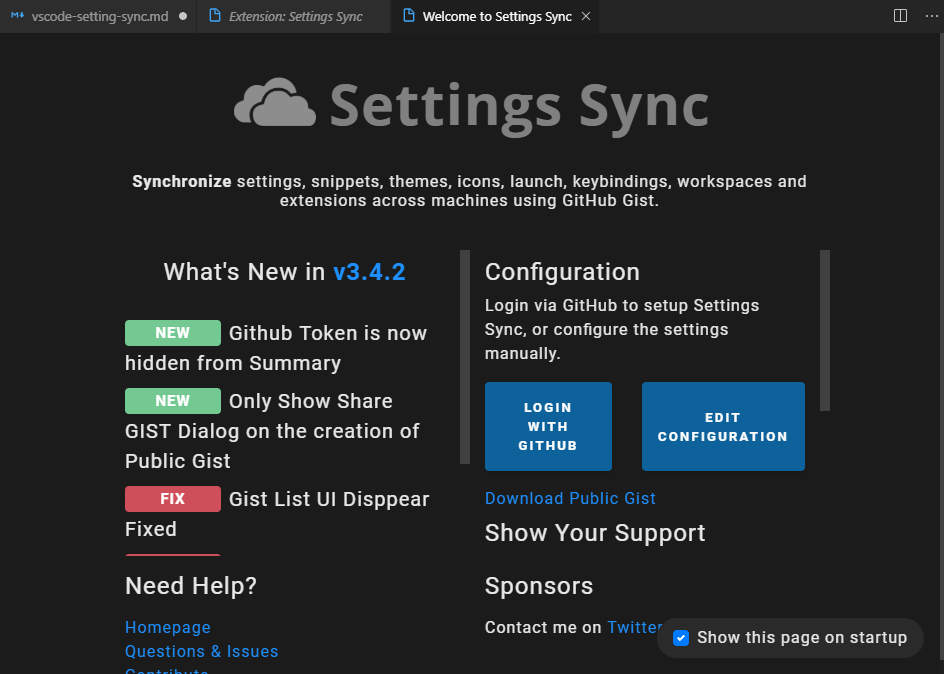 vscode-setting-sync.md
Extension: Settings Sync
Welcome to Settings Sync
Settings Sync
Synchronize settings, snippets, themes, icons, launch, keybindings, workspaces and
extensions across machines using GitHub Gist.
What's New in v3.4.2
NEW Github Token is now
hidden from Summary
NEW Only Show Share
GIST Dialog on the creation of
Public Gist
FIX Gist List UI Disppear
Fixed
Configuration
Login via GitHub to setup Settings
Sync, or configure the settings
manually.
LOGIN
WITH
GITHUB
EDIT
CONFIGURATION
Download Public Gist
Show Your Support
Need Help?
Homepage
Questions & Issues
Contribute
Sponsors
Contact me on Twitter
Show this page on startup